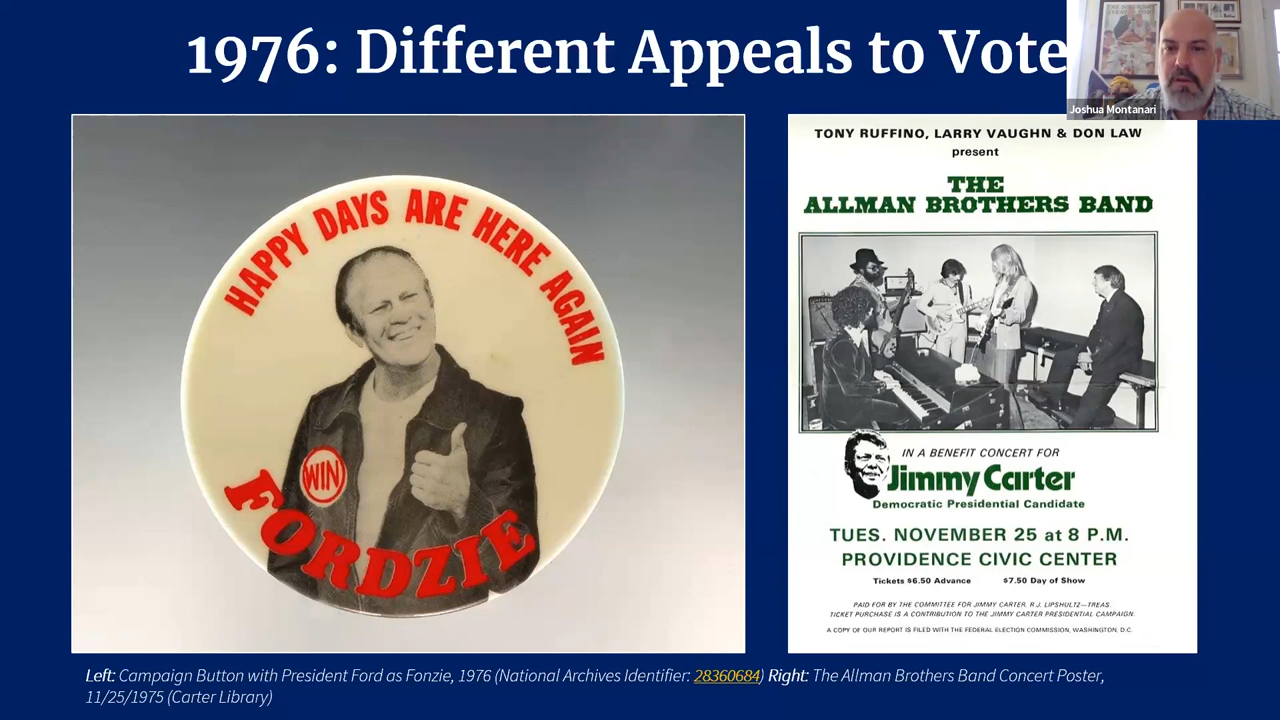 1976: Different Appeals to Vote
Joshua Montanari
HAPPY DAYS ARE HERE AGAIN
WIN
FORDZIE
TONY RUFFINO, LARRY VAUGHN & DON LAW
present
THE
ALLMAN BROTHERS BAND
IN A BENEFIT CONCERT FOR
Jimmy Carter
Democratic Presidential Candidate
TUES. NOVEMBER 25 at 8 P.M.
PROVIDENCE CIVIC CENTER
Tickets $6.50 Advance $7.50 Day of Show
PAID FOR BY THE COMMITTEE FOR JIMMY CARTER, R.J. LIPSHULTZ—TREAS.
TICKET PURCHASE IS A CONTRIBUTION TO THE JIMMY CARTER PRESIDENTIAL CAMPAIGN.
A COPY OF OUR REPORT IS FILED WITH THE FEDERAL ELECTION COMMISSION, WASHINGTON, D.C.
Left: Campaign Button with President Ford as Fonzie, 1976 (National Archives Identifier: 28360684) Right: The Allman Brothers Band Concert Poster,
11/25/1975 (Carter Library)